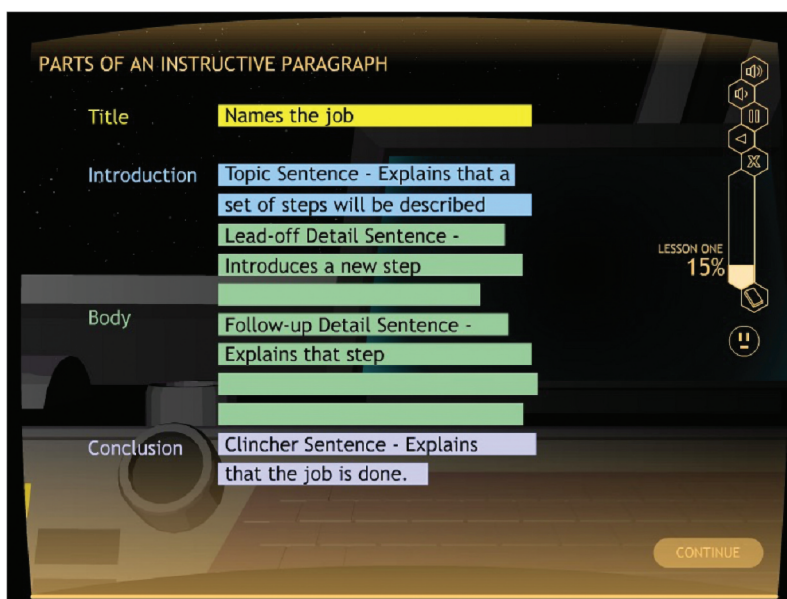 PARTS OF AN INSTRUCTIVE PARAGRAPH
Title
Names the job
Introduction
Topic Sentence - Explains that a
set of steps will be described
Lead-off Detail Sentence -
Introduces a new step
Body
Follow-up Detail Sentence -
Explains that step
Conclusion
Clincher Sentence - Explains
that the job is done.
LESSON ONE
15%
CONTINUE